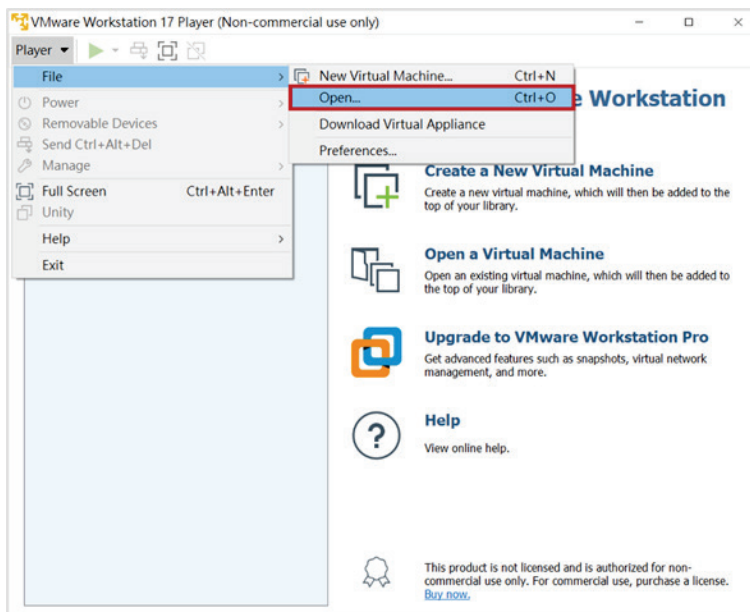 VMware Workstation 17 Player (Non-commercial use only)
Player
File
New Virtual Machine... Ctrl+N
Open... Ctrl+O
Download Virtual Appliance
Preferences...
Power
Removable Devices
Send Ctrl+Alt+Del
Manage
Full Screen Ctrl+Alt+Enter
Unity
Help
Exit
e Workstation
Create a New Virtual Machine
Create a new virtual machine, which will then be added to the
top of your library.
Open a Virtual Machine
Open an existing virtual machine, which will then be added to
the top of your library.
Upgrade to VMware Workstation Pro
Get advanced features such as snapshots, virtual network
management, and more.
Help
View online help.
This product is not licensed and is authorized for non-
commercial use only. For commercial use, purchase a license.
Buy now.